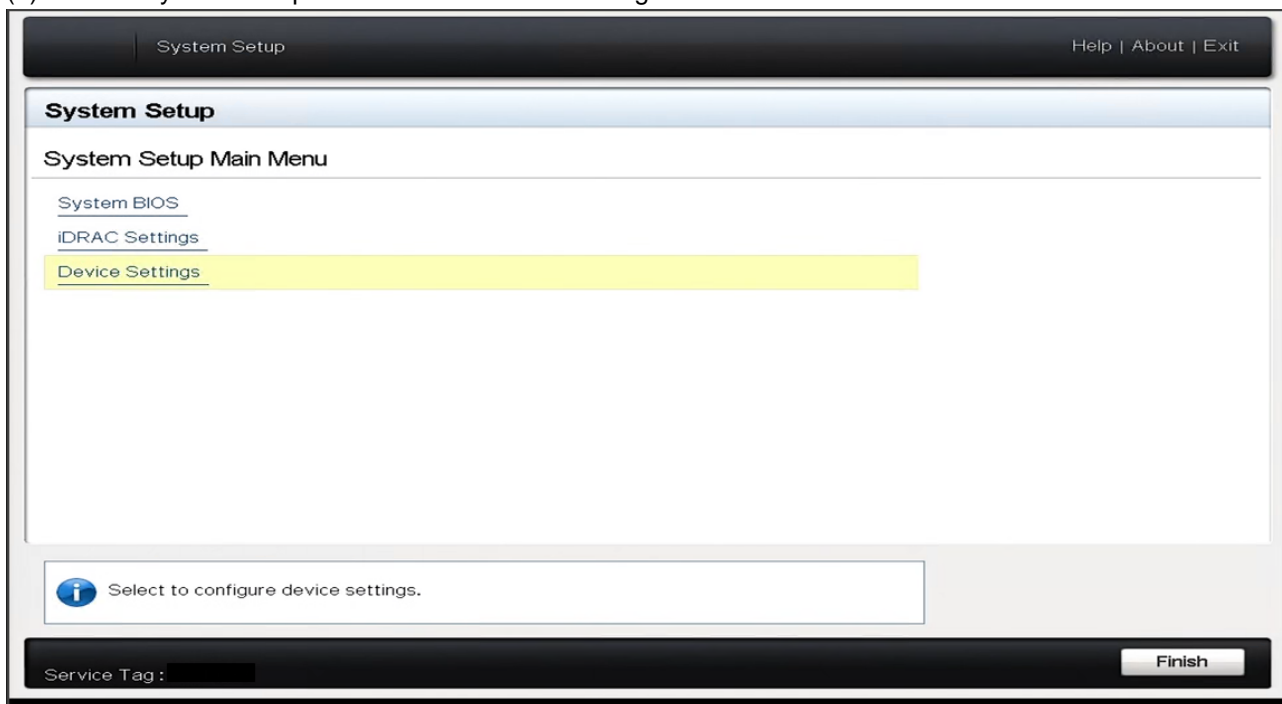 System Setup
Help | About | Exit
System Setup
System Setup Main Menu
System BIOS
iDRAC Settings
Device Settings
Select to configure device settings.
Service Tag :
Finish